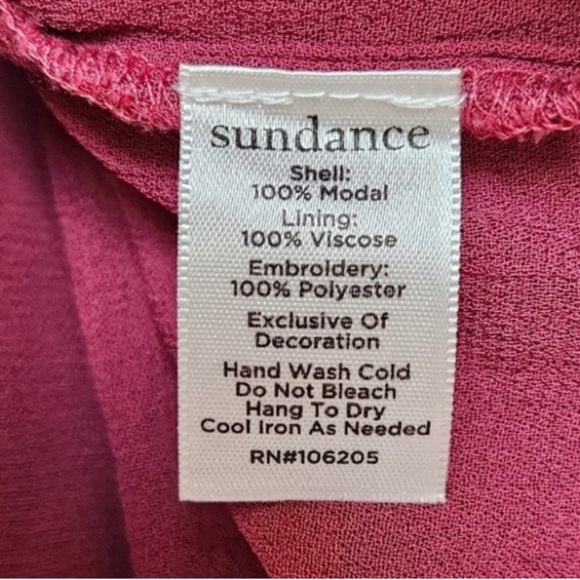 sundance
Shell:
100% Modal
Lining:
100% Viscose
Embroidery:
100% Polyester
Exclusive Of
Decoration
Hand Wash Cold
Do Not Bleach
Hang To Dry
Cool Iron As Needed
RN#106205